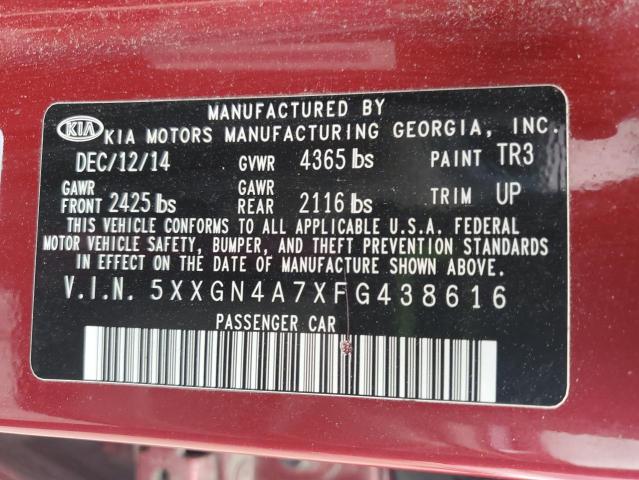 MANUFACTURED BY
KIA KIA MOTORS MANUFACTURING GEORGIA, INC.
DEC/12/14 GVWR 4365 lbs PAINT TR3
GAWR FRONT 2425 lbs GAWR REAR 2116 lbs TRIM UP
THIS VEHICLE CONFORMS TO ALL APPLICABLE U.S.A. FEDERAL
MOTOR VEHICLE SAFETY, BUMPER, AND THEFT PREVENTION STANDARDS
IN EFFECT ON THE DATE OF MANUFACTURE SHOWN ABOVE.
V.I.N. 5XXGN4A7XFG438616
PASSENGER CAR